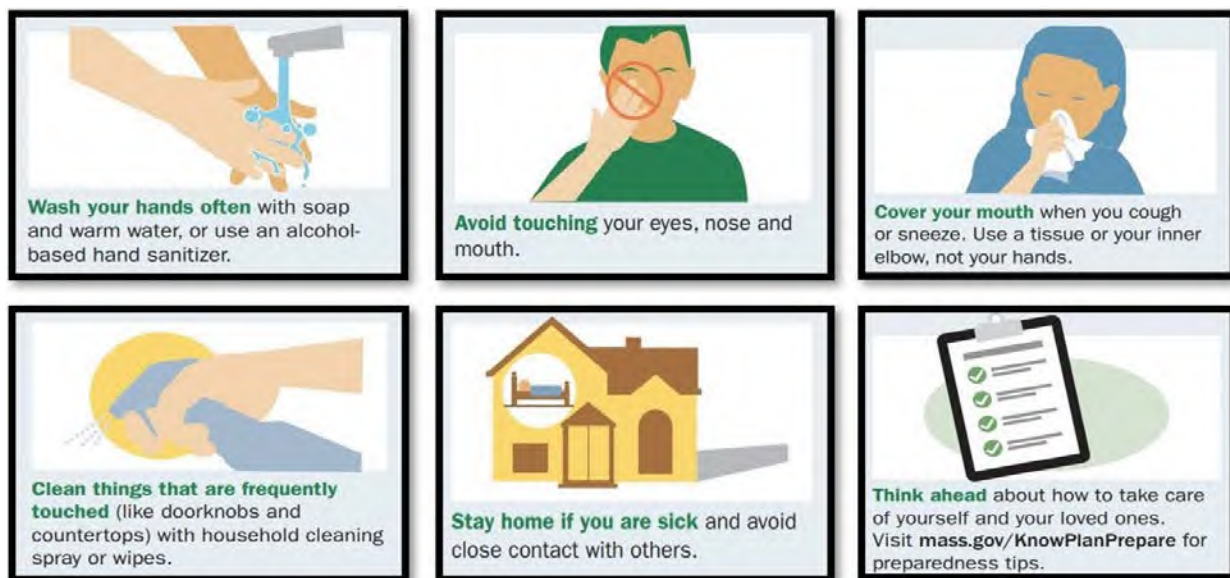 Wash your hands often with soap
and warm water, or use an alcohol-
based hand sanitizer.
Avoid touching your eyes, nose and
mouth.
Cover your mouth when you cough
or sneeze. Use a tissue or your inner
elbow, not your hands.
Clean things that are frequently
touched (like doorknobs and
countertops) with household cleaning
spray or wipes.
Stay home if you are sick and avoid
close contact with others.
Think ahead about how to take care
of yourself and your loved ones.
Visit mass.gov/KnowPlanPrepare for
preparedness tips.